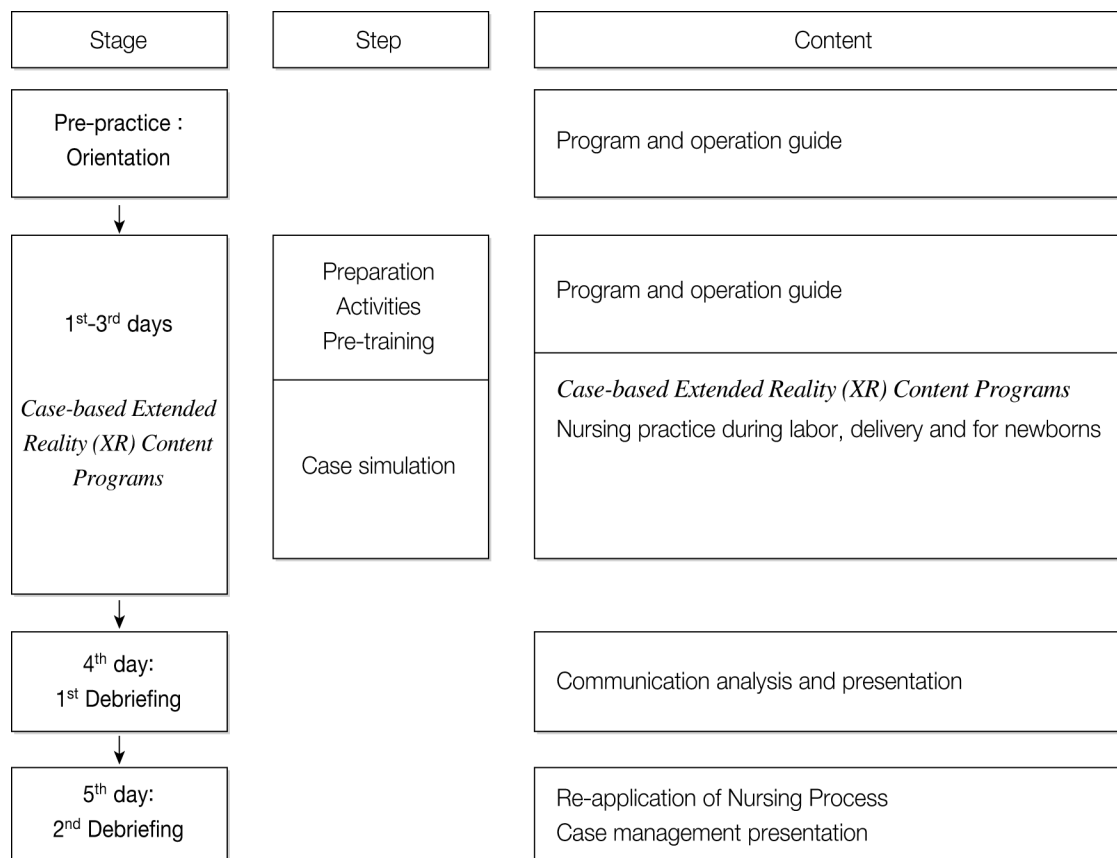 Stage
Step
Content
Pre-practice :
Orientation
Program and operation guide
1st-3rd days
Case-based Extended
Reality (XR) Content
Programs
Preparation
Activities
Pre-training
Program and operation guide
Case simulation
Case-based Extended Reality (XR) Content Programs
Nursing practice during labor, delivery and for newborns
4th day:
1st Debriefing
Communication analysis and presentation
5th day:
2nd Debriefing
Re-application of Nursing Process
Case management presentation